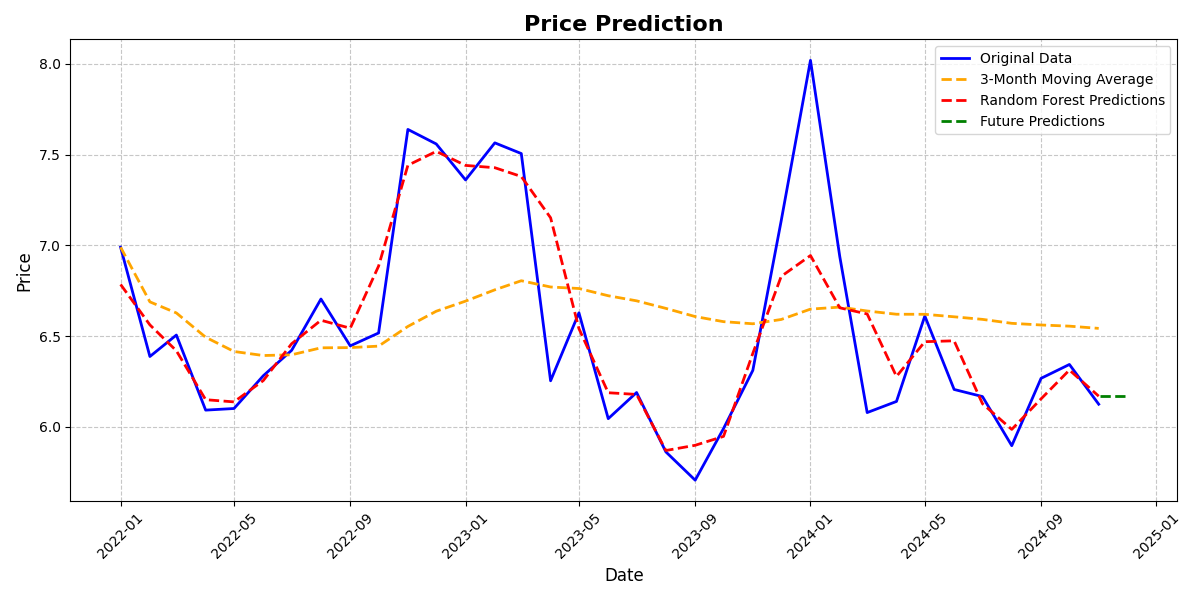 Price Prediction
Original Data
3-Month Moving Average
Random Forest Predictions
Future Predictions
Price
8.0
7.5
7.0
6.5
6.0
2022-01
2022-05
2022-09
2023-01
2023-05
2023-09
2024-01
2024-05
2024-09
2025-01
Date